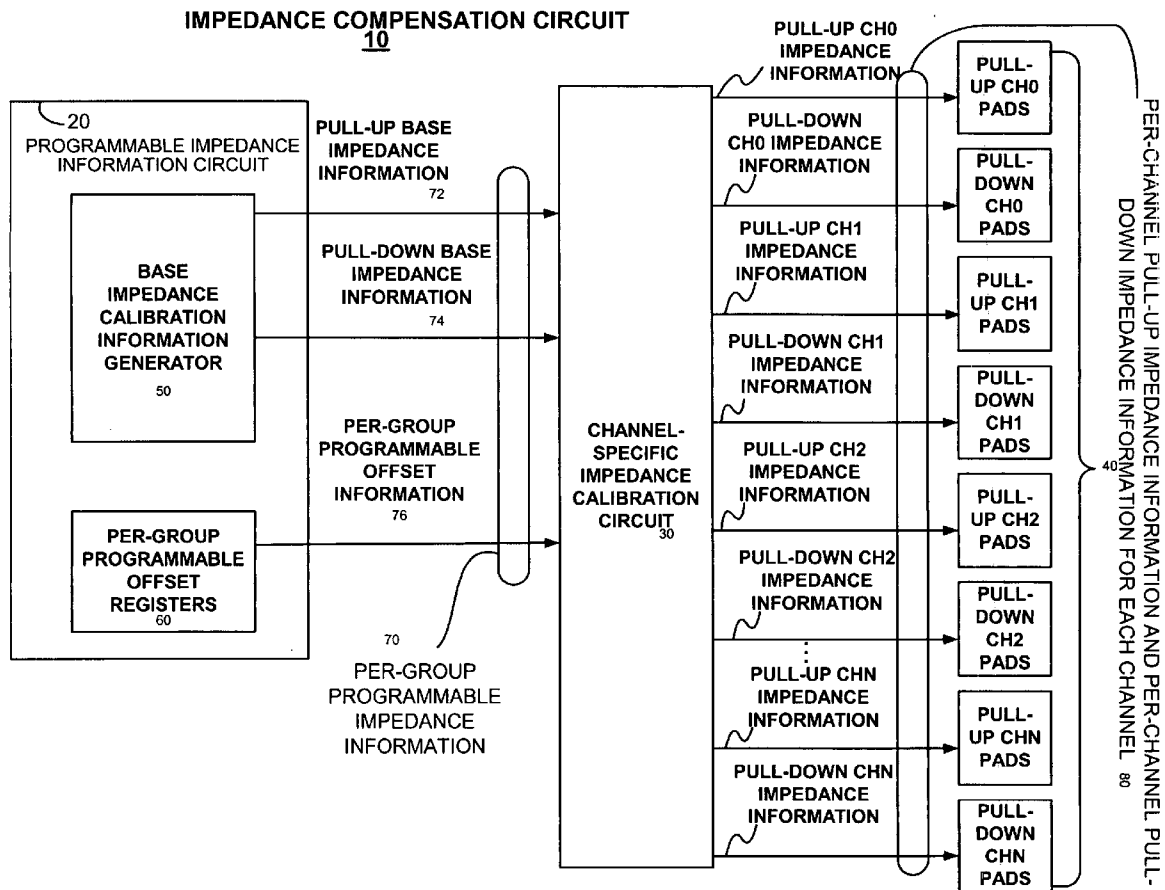 IMPEDANCE COMPENSATION CIRCUIT
10
20
PROGRAMMABLE IMPEDANCE
INFORMATION CIRCUIT
BASE
IMPEDANCE
CALIBRATION
INFORMATION
GENERATOR
50
PER-GROUP
PROGRAMMABLE
OFFSET
REGISTERS
60
PULL-UP BASE
IMPEDANCE
INFORMATION
72
PULL-DOWN BASE
IMPEDANCE
INFORMATION
74
PER-GROUP
PROGRAMMABLE
OFFSET
INFORMATION
76
70
PER-GROUP
PROGRAMMABLE
IMPEDANCE
INFORMATION
CHANNEL-
SPECIFIC
IMPEDANCE
CALIBRATION
CIRCUIT
30
PULL-UP CH0
IMPEDANCE
INFORMATION
PULL-DOWN
CH0 IMPEDANCE
INFORMATION
PULL-UP CH1
IMPEDANCE
INFORMATION
PULL-DOWN CH1
IMPEDANCE
INFORMATION
PULL-UP CH2
IMPEDANCE
INFORMATION
PULL-DOWN CH2
IMPEDANCE
INFORMATION
PULL-UP CHN
IMPEDANCE
INFORMATION
PULL-DOWN CHN
IMPEDANCE
INFORMATION
PULL-
UP CH0
PADS
PULL-
DOWN
CH0
PADS
PULL-
UP CH1
PADS
PULL-
DOWN
CH1
PADS
PULL-
UP CH2
PADS
PULL-
DOWN
CH2
PADS
PULL-
UP CHN
PADS
PULL-
DOWN
CHN
PADS
40
PER-CHANNEL PULL-UP IMPEDANCE INFORMATION AND PER-CHANNEL PULL-
DOWN IMPEDANCE INFORMATION FOR EACH CHANNEL
80